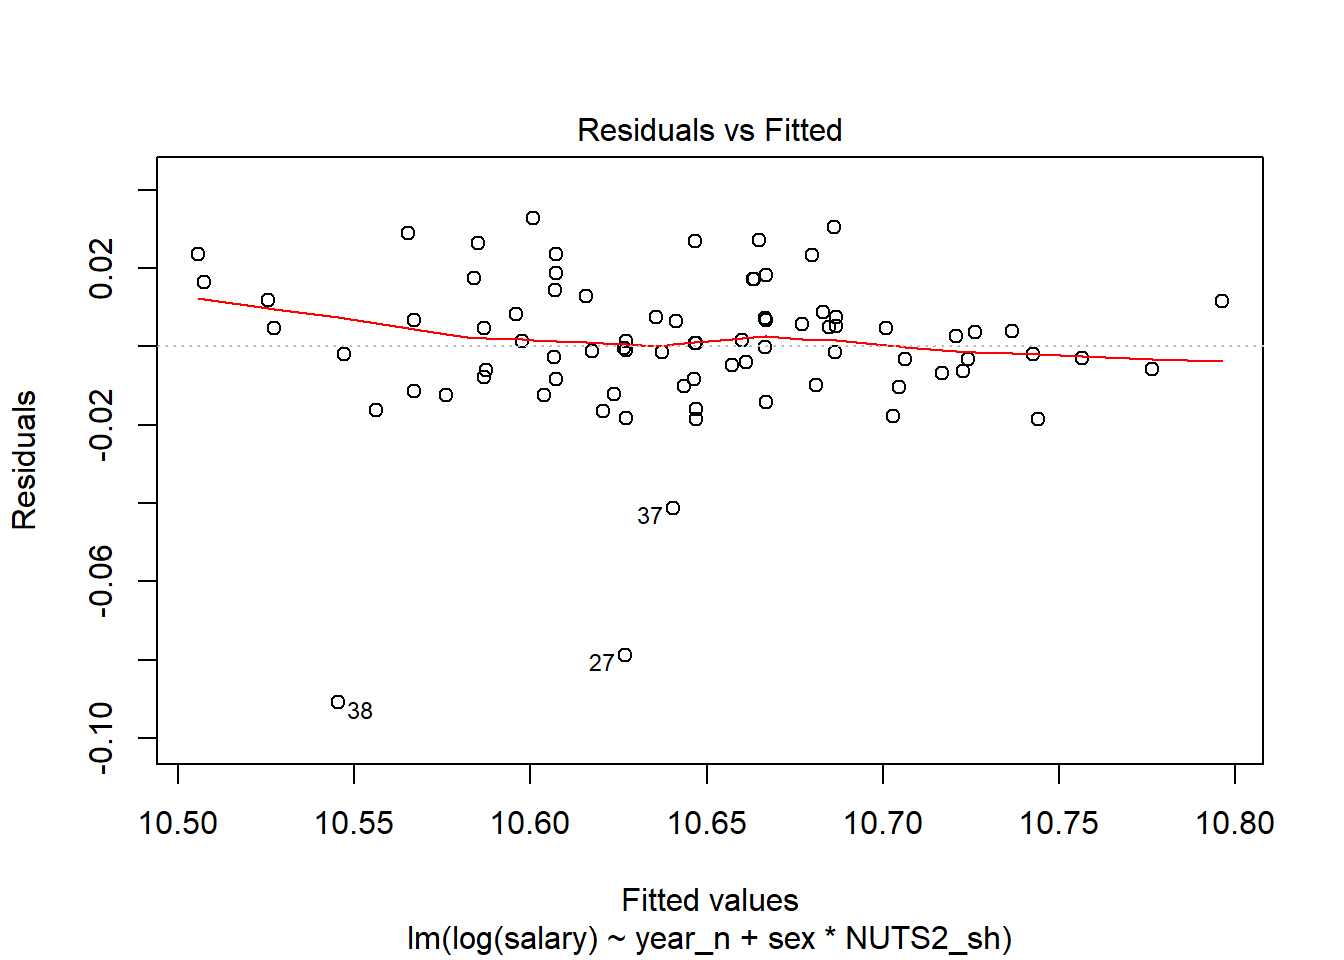 Residuals vs Fitted
Residuals
0.02
-0.02
-0.06
-0.10
37
27
38
10.50 10.55 10.60 10.65 10.70 10.75 10.80
Fitted values
lm(log(salary) ~ year_n + sex * NUTS2_sh)